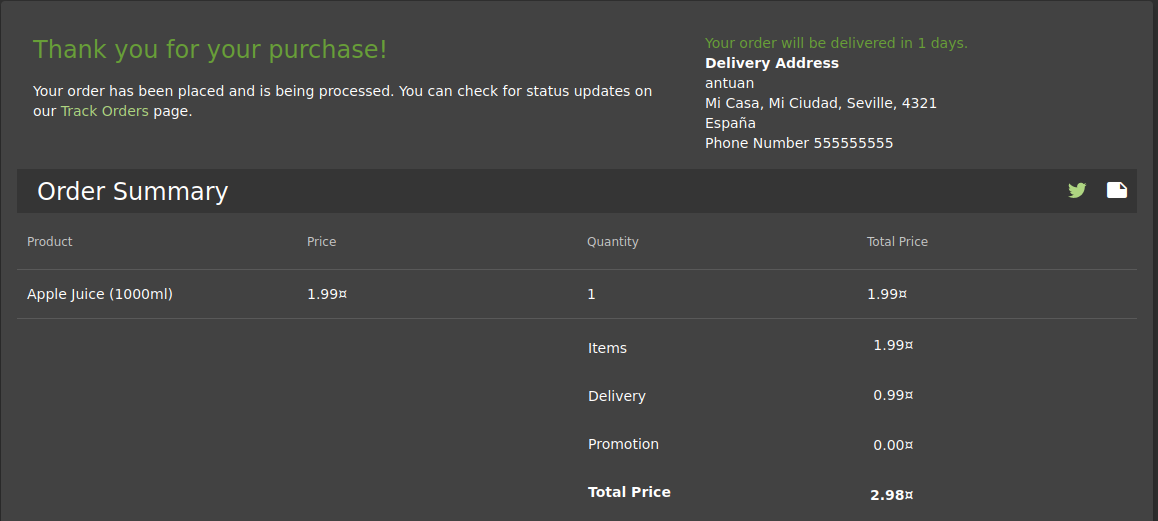 Thank you for your purchase!
Your order has been placed and is being processed. You can check for status updates on
our Track Orders page.
Your order will be delivered in 1 days.
Delivery Address
antuan
Mi Casa, Mi Ciudad, Seville, 4321
España
Phone Number 555555555
Order Summary
Product Price Quantity Total Price
Apple Juice (1000ml) 1.99¤ 1 1.99¤
Items 1.99¤
Delivery 0.99¤
Promotion 0.00¤
Total Price 2.98¤